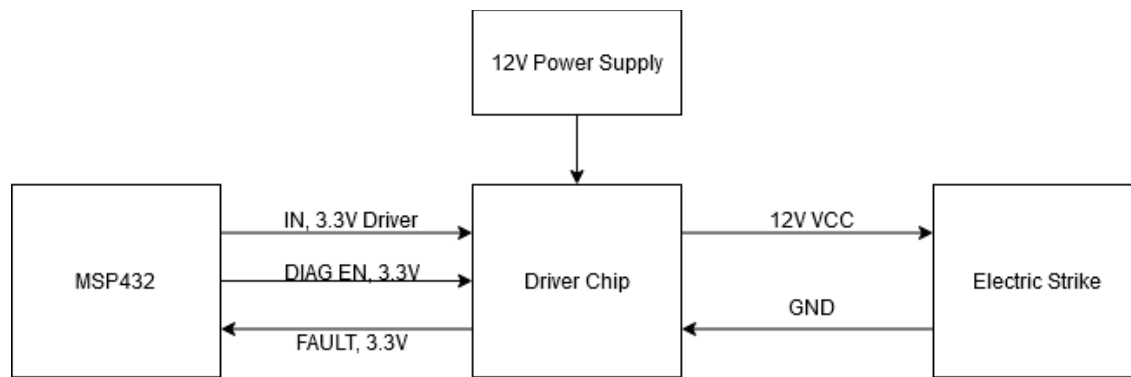 12V Power Supply
IN, 3.3V Driver
12V VCC
MSP432
DIAG EN, 3.3V
Driver Chip
Electric Strike
GND
FAULT, 3.3V